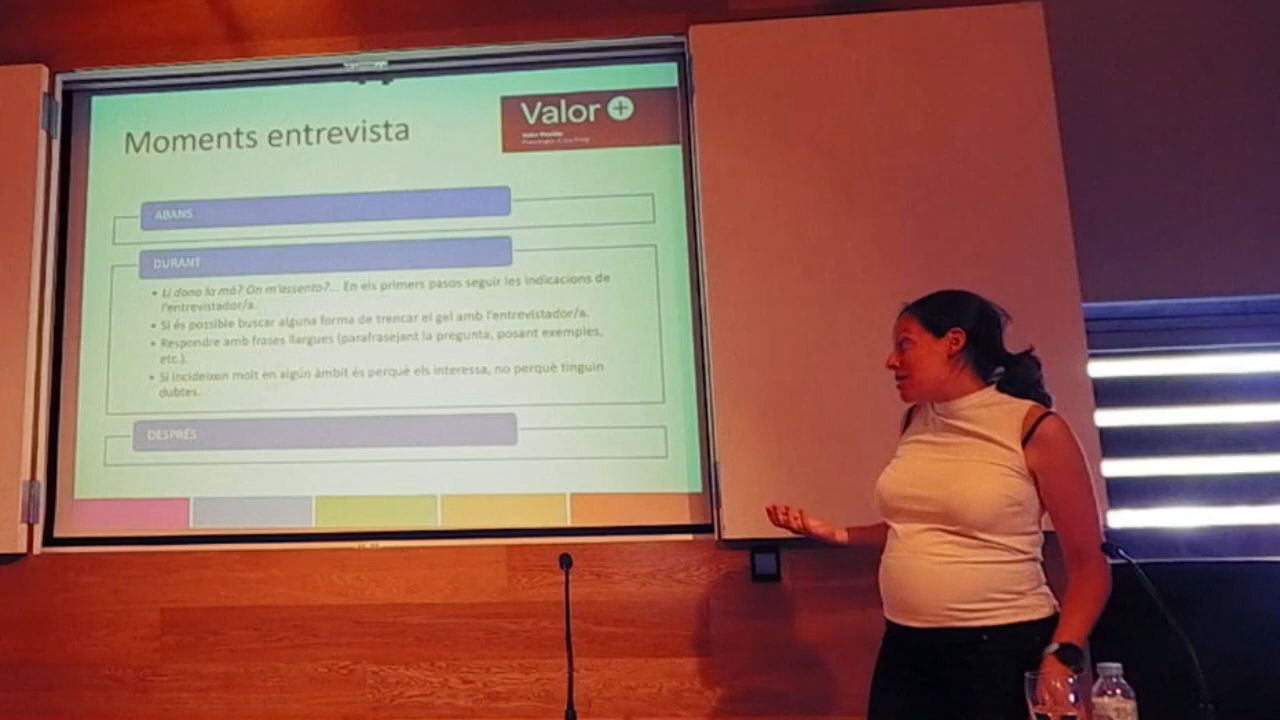 Moments entrevista
Valor +
ABANS
DURANT
• Li dono la mà? On m'assento?... En els primers pasos seguir les indicacions de
l'entrevistador/a.
• Si és possible buscar alguna forma de trencar el gel amb l'entrevistador/a.
• Respondre amb frases llargues (parafrasejant la pregunta, posant exemples,
etc.).
• Si incideixen molt en algún àmbit és perquè els interessa, no perquè tinguin
dubtes.
DESPRÉS